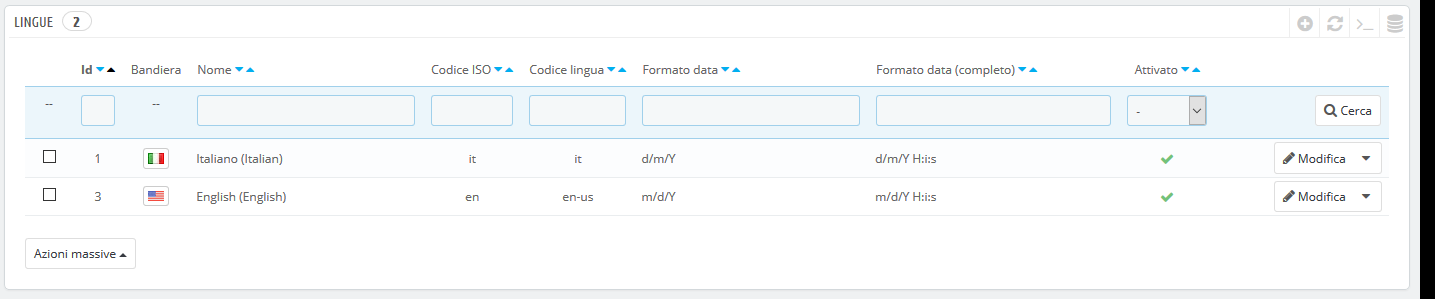 LINGUE 2
Id Bandiera Nome Codice ISO Codice lingua Formato data Formato data (completo) Attivato
-- -- - Cerca
1 Italiano (Italian) it it d/m/Y d/m/Y H:i:s Modifica
3 English (English) en en-us m/d/Y m/d/Y H:i:s Modifica
Azioni massive